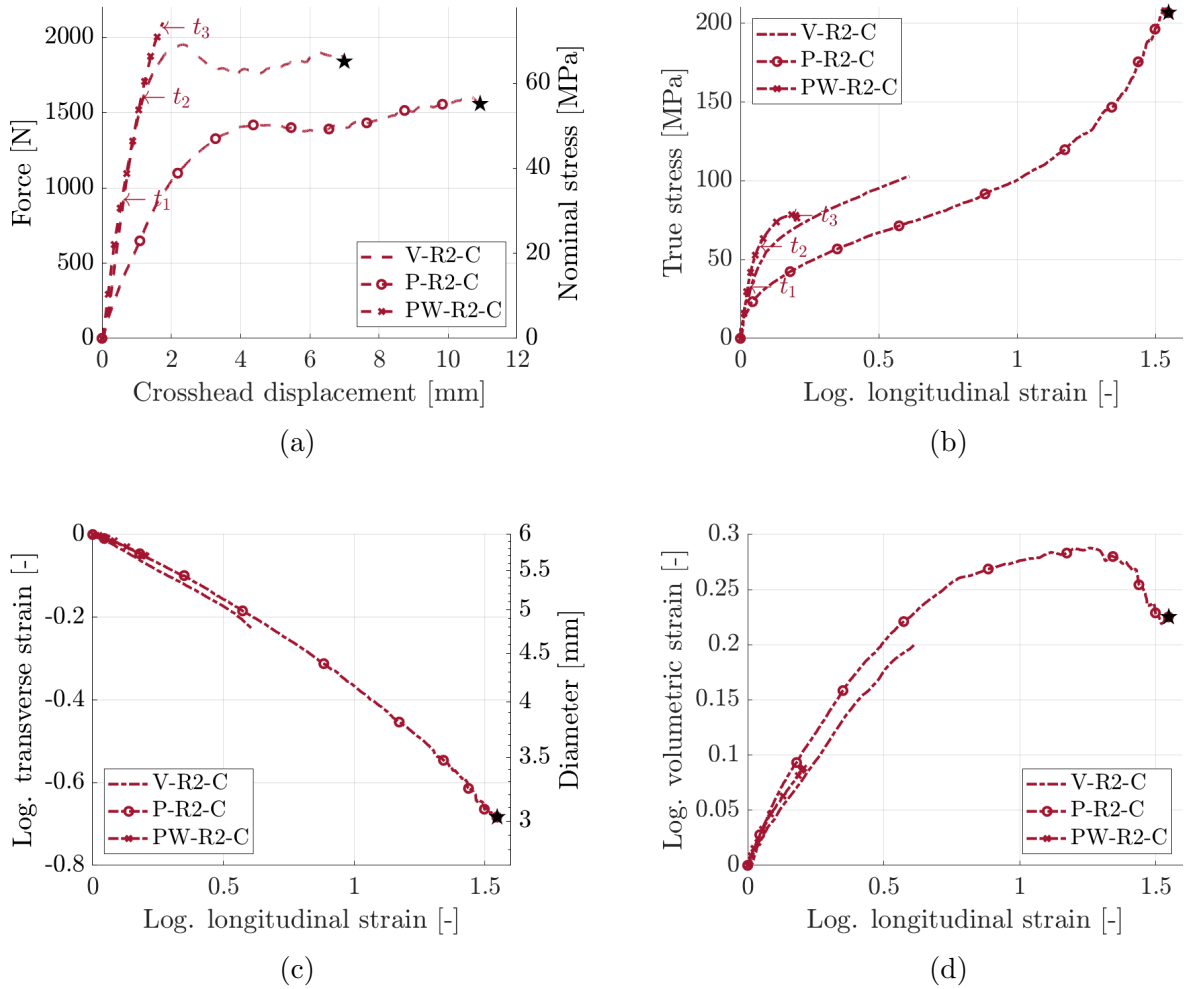 2000
1500
1000
500
0
Force [N]
0 2 4 6 8 10 12
Crosshead displacement [mm]
60
40
20
0
Nominal stress [MPa]
t3
t2
t1
V-R2-C
P-R2-C
PW-R2-C
(a)
200
150
100
50
0
True stress [MPa]
0 0.5 1 1.5
Log. longitudinal strain [-]
V-R2-C
P-R2-C
PW-R2-C
t3
t2
t1
(b)
0
-0.2
-0.4
-0.6
-0.8
Log. transverse strain [-]
0 0.5 1 1.5
Log. longitudinal strain [-]
6
5.5
5
4.5
4
3.5
3
Diameter [mm]
V-R2-C
P-R2-C
PW-R2-C
(c)
0.3
0.25
0.2
0.15
0.1
0.05
0
Log. volumetric strain [-]
0 0.5 1 1.5
Log. longitudinal strain [-]
V-R2-C
P-R2-C
PW-R2-C
(d)